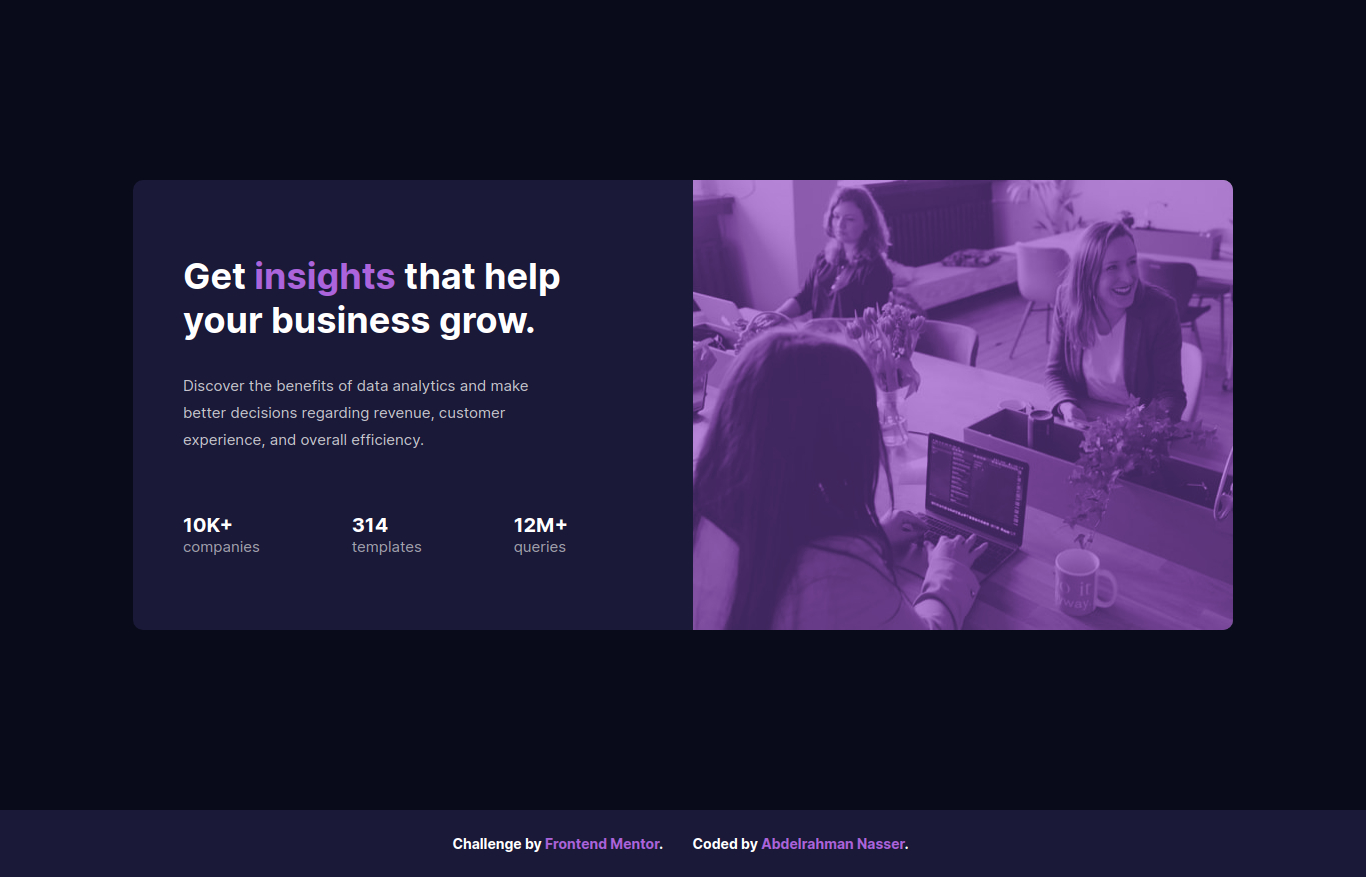 Get insights that help
your business grow.
Discover the benefits of data analytics and make
better decisions regarding revenue, customer
experience, and overall efficiency.
10K+ 314 12M+
companies templates queries
Challenge by Frontend Mentor. Coded by Abdelrahman Nasser.